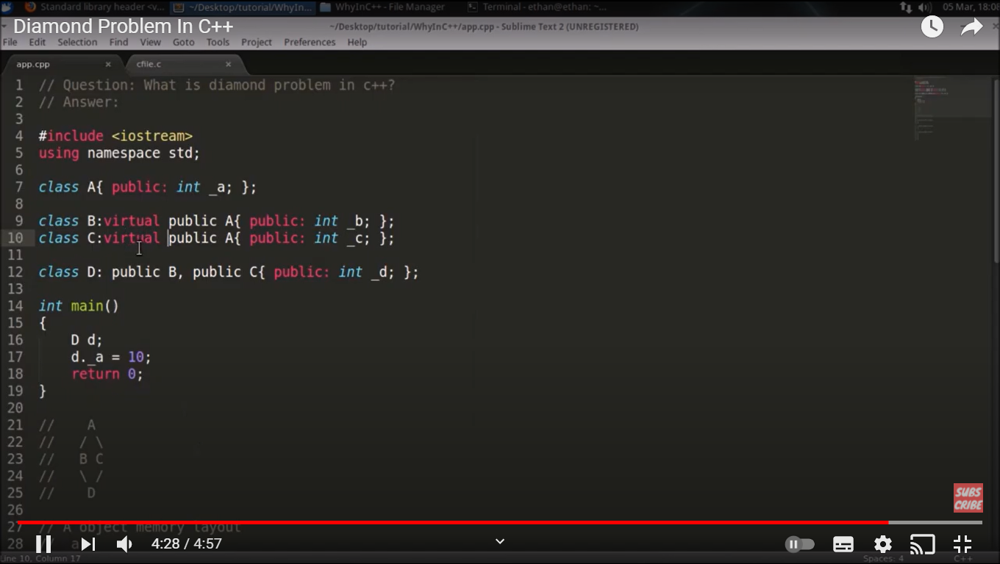 Standard library header <v...
~/Desktop/tutorial/WhyIn...
WhyInC++ - File Manager
Terminal - ethan@ethan: ~...
05 Mar, 18:08
Diamond Problem In C++
~/Desktop/tutorial/WhyInC++/app.cpp - Sublime Text 2 (UNREGISTERED)
File Edit Selection Find View Goto Tools Project Preferences Help
app.cpp × cfile.c ×
1 // Question: What is diamond problem in c++?
2 // Answer:
3
4 #include <iostream>
5 using namespace std;
6
7 class A{ public: int _a; };
8
9 class B:virtual public A{ public: int _b; };
10 class C:virtual public A{ public: int _c; };
11
12 class D: public B, public C{ public: int _d; };
13
14 int main()
15 {
16     D d;
17     d._a = 10;
18     return 0;
19 }
20
21 //    A
22 //   / \
23 //   B C
24 //   \ /
25 //    D
26
27 // A object memory layout
28 // a
SUBS
CRIBE
4:28 / 4:57
Line 10, Column 17
Spaces: 4
C++